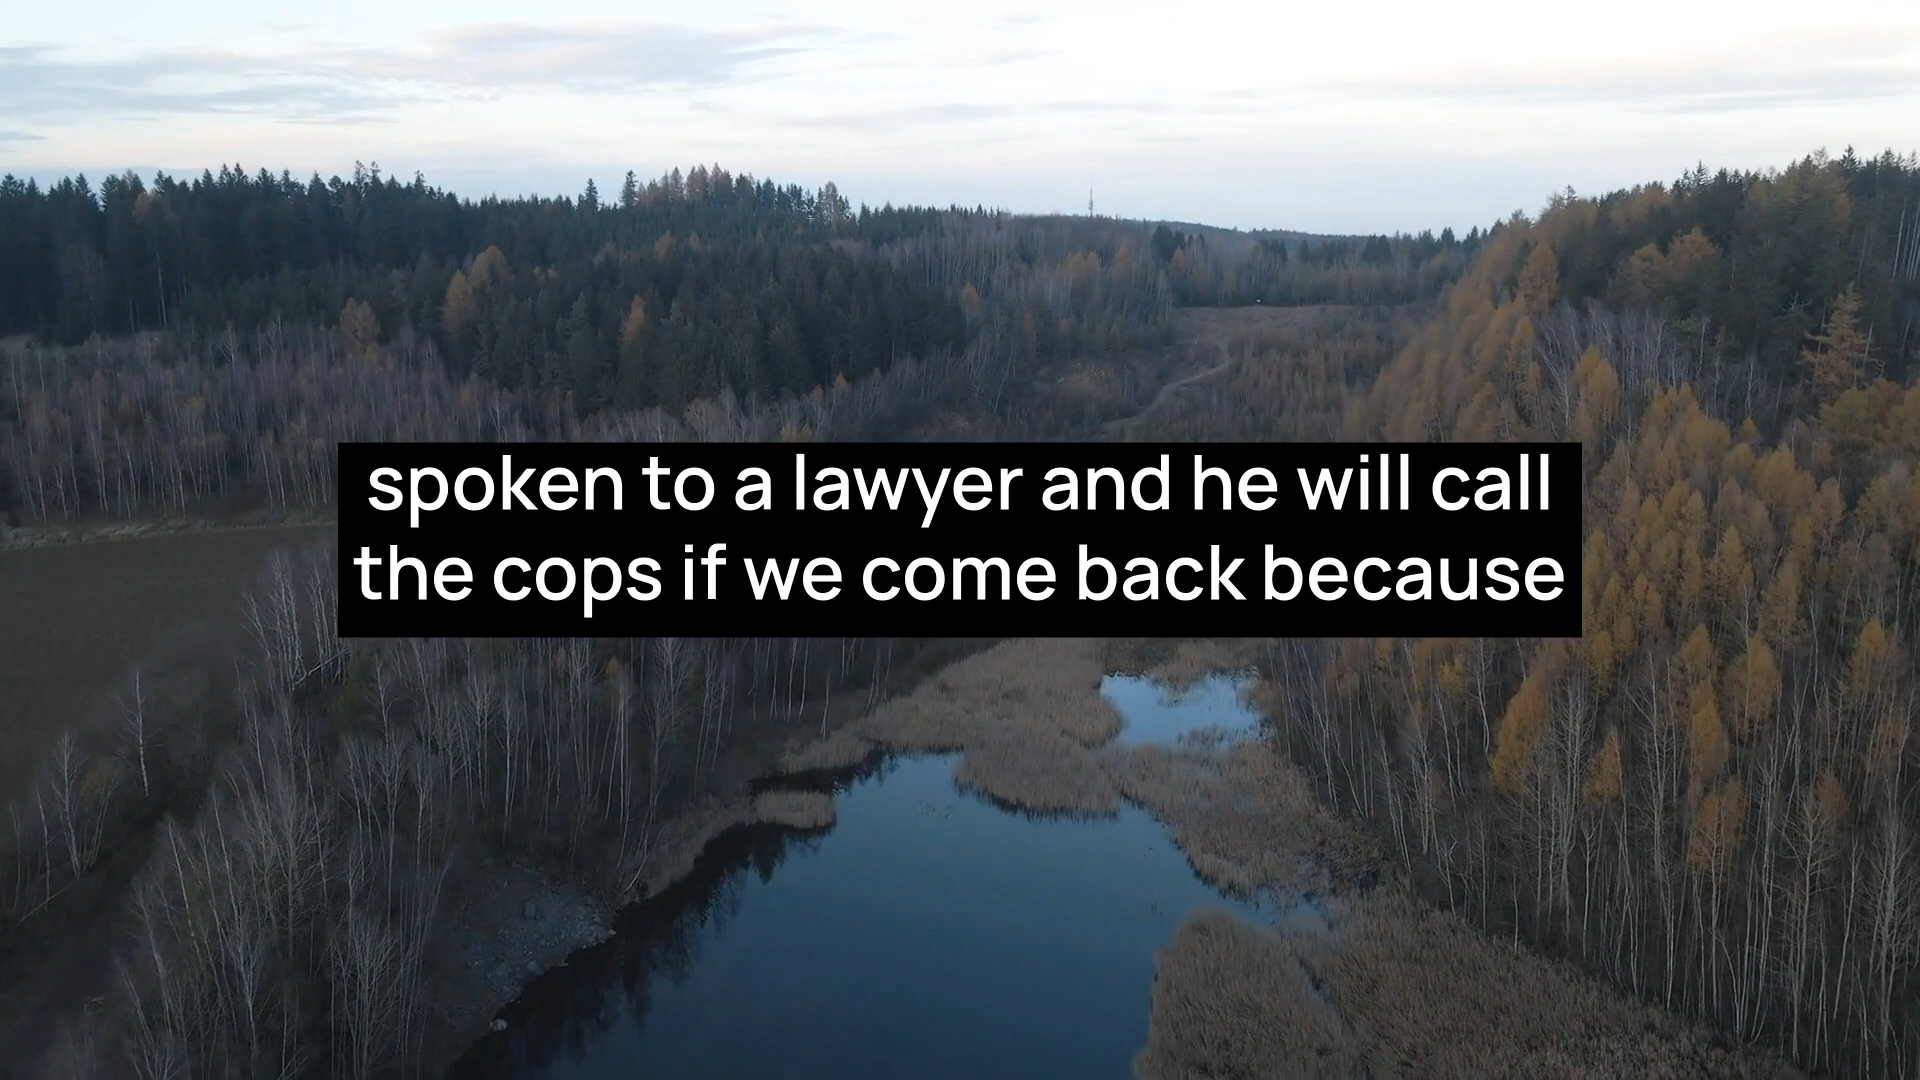 spoken to a lawyer and he will call
the cops if we come back because